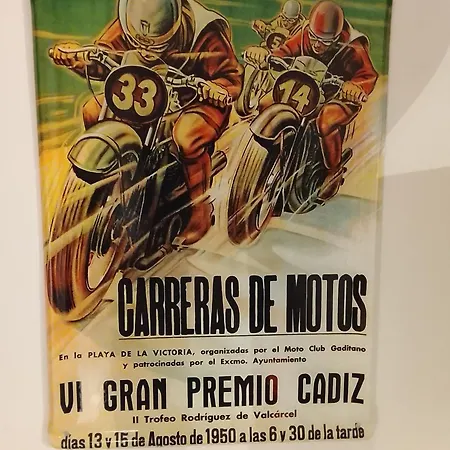 33
14
5
CARRERAS DE MOTOS
En la PLAYA DE LA VICTORIA, organizadas por el Moto Club Gaditano
y patrocinadas por el Excmo. Ayuntamiento
VI GRAN PREMIO CADIZ
II Trofeo Rodríguez de Valcárcel
días 13 y 15 de Agosto de 1950 a las 6 y 30 de la tarde